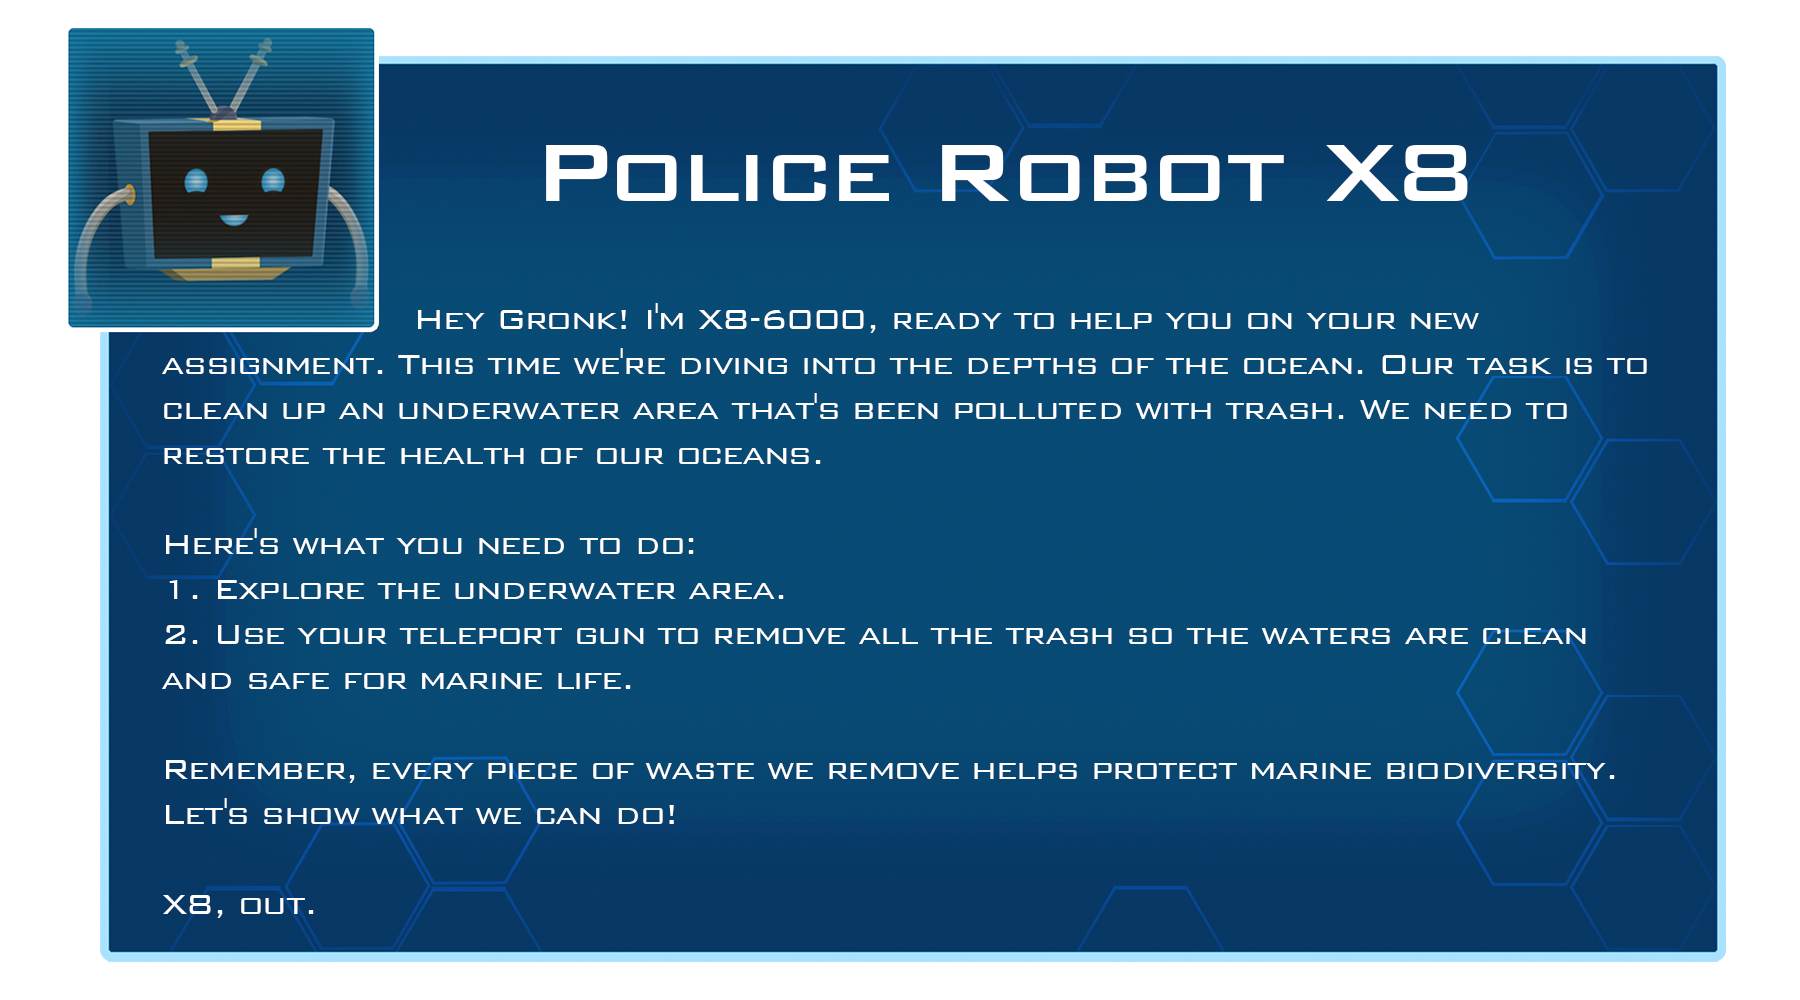 Police Robot X8
Hey Gronk! I'm X8-6000, ready to help you on your new
assignment. This time we're diving into the depths of the ocean. Our task is to
clean up an underwater area that's been polluted with trash. We need to
restore the health of our oceans.
Here's what you need to do:
1. Explore the underwater area.
2. Use your teleport gun to remove all the trash so the waters are clean
and safe for marine life.
Remember, every piece of waste we remove helps protect marine biodiversity.
Let's show what we can do!
X8, out.